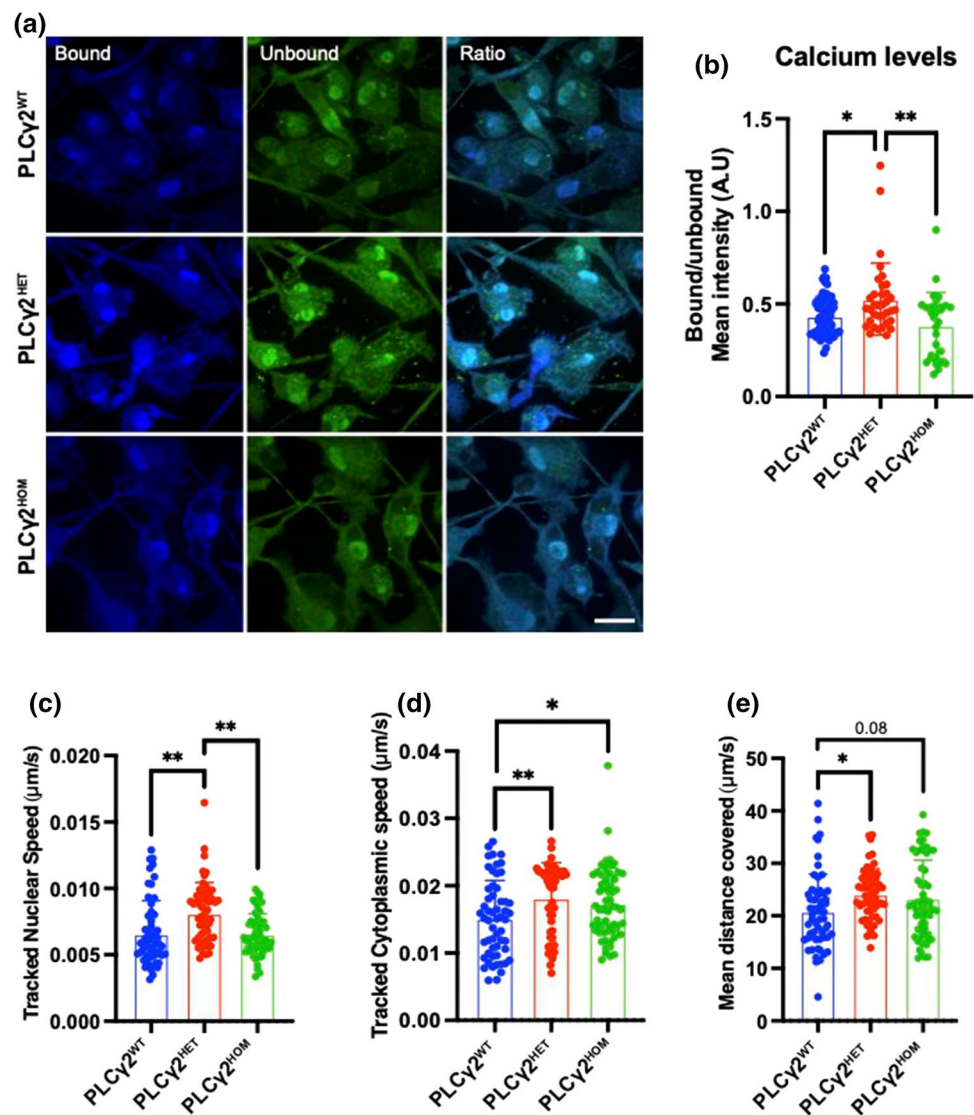 (a)
Bound
Unbound
Ratio
PLCγ2WT
PLCγ2HET
PLCγ2HOM
(b)
Calcium levels
Bound/unbound
Mean intensity (A.U)
1.5
1.0
0.5
0.0
*
**
PLCγ2WT
PLCγ2HET
PLCγ2HOM
(c)
Tracked Nuclear Speed (μm/s)
0.020
0.015
0.010
0.005
0.000
**
**
PLCγ2WT
PLCγ2HET
PLCγ2HOM
(d)
Tracked Cytoplasmic speed (μm/s)
0.04
0.03
0.02
0.01
0.00
*
**
PLCγ2WT
PLCγ2HET
PLCγ2HOM
(e)
Mean distance covered (μm/s)
50
40
30
20
10
0
0.08
*
PLCγ2WT
PLCγ2HET
PLCγ2HOM